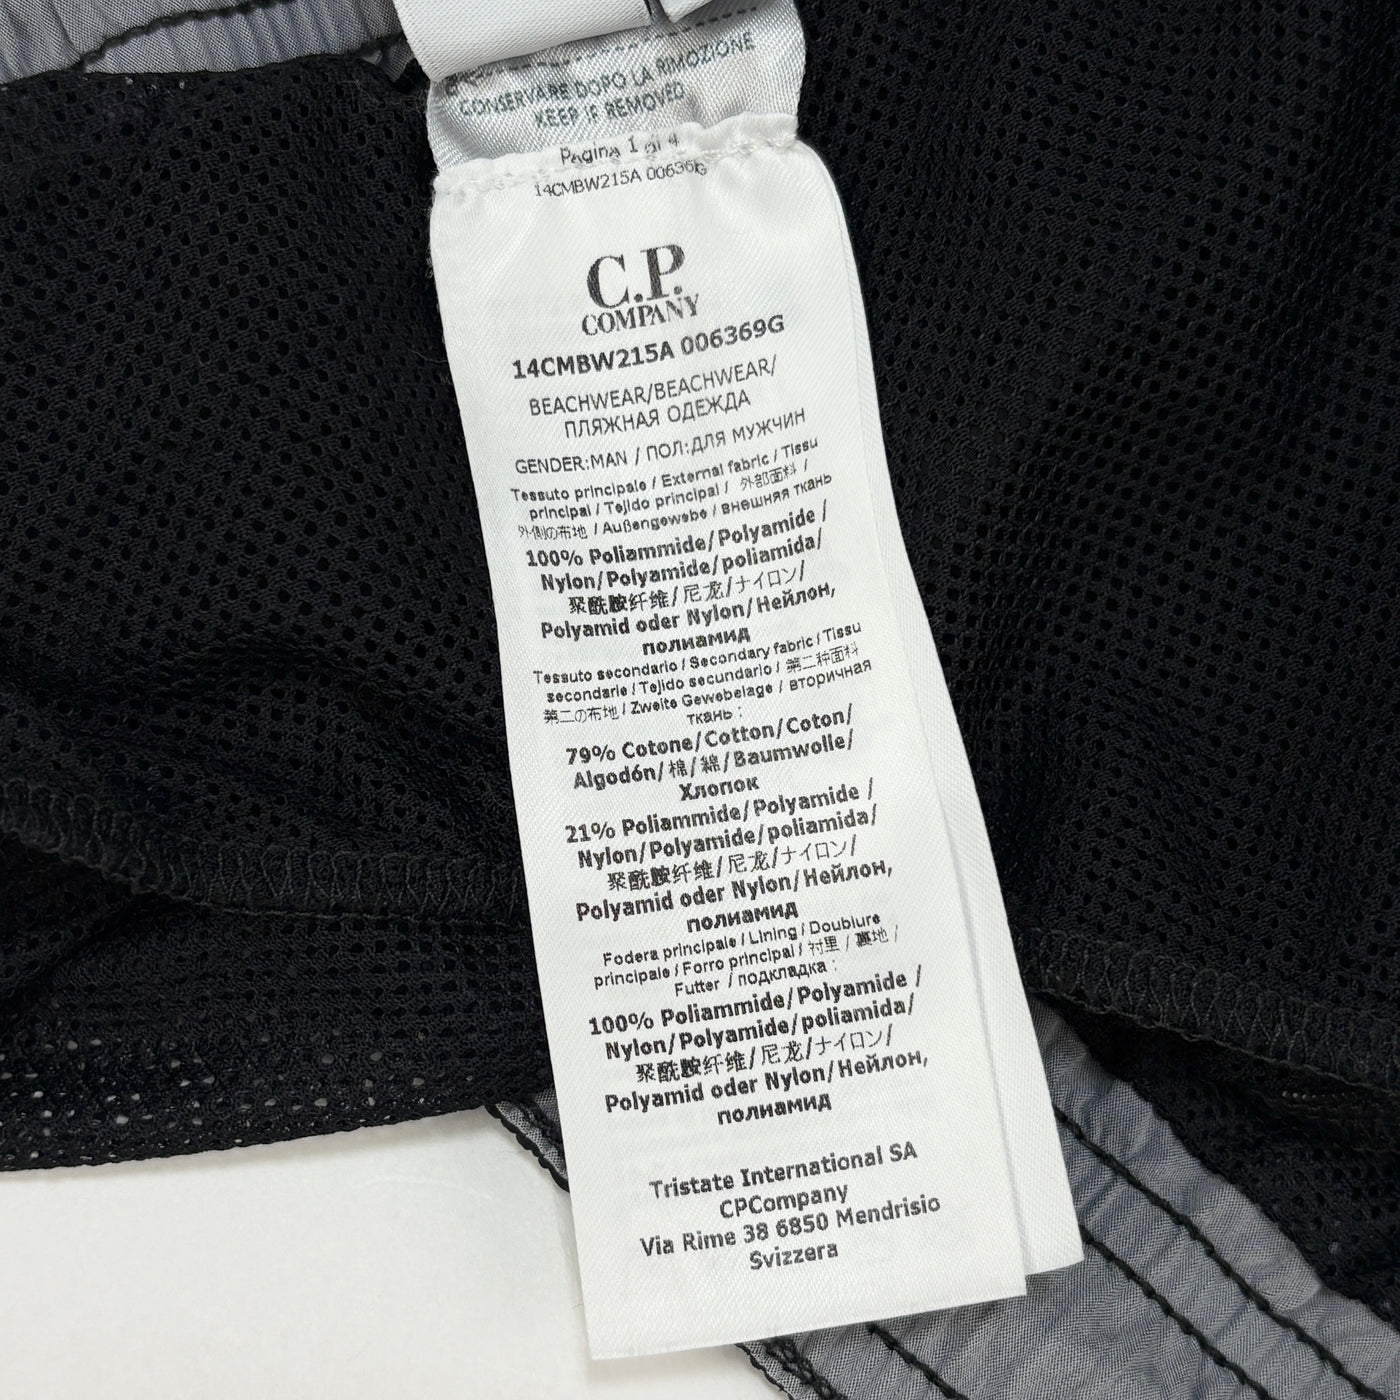 CONSERVARE DOPO LA RIMOZIONE
KEEP IF REMOVED
Pagina 1 di 4
14CMBW215A 006369G
C.P.
COMPANY
14CMBW215A 006369G
BEACHWEAR/BEACHWEAR/
ПЛЯЖНАЯ ОДЕЖДА
GENDER:MAN / ПОЛ:ДЛЯ МУЖЧИН
Tessuto principale / External fabric / Tissu
principal / Tejido principal / 外部面料 /
外側の布地 / Außengewebe / внешняя ткань
100% Poliammide/Polyamide /
Nylon/Polyamide/poliamida/
聚酰胺纤维/尼龙/ナイロン/
Polyamid oder Nylon/Нейлон,
полиамид
Tessuto secondario / Secondary fabric / Tissu
secondarie / Tejido secundario / 第二种面料
第二の布地 / Zweite Gewebelage / вторичная
ткань :
79% Cotone/Cotton/Coton/
Algodón/棉/綿/Baumwolle/
Хлопок
21% Poliammide/Polyamide /
Nylon/Polyamide/poliamida/
聚酰胺纤维/尼龙/ナイロン/
Polyamid oder Nylon/Нейлон,
полиамид
Fodera principale / Lining / Doublure
principale / Forro principal / 衬里 / 裏地 /
Futter / подкладка :
100% Poliammide/Polyamide /
Nylon/Polyamide/poliamida/
聚酰胺纤维/尼龙/ナイロン/
Polyamid oder Nylon/Нейлон,
полиамид
Tristate International SA
CPCompany
Via Rime 38 6850 Mendrisio
Svizzera